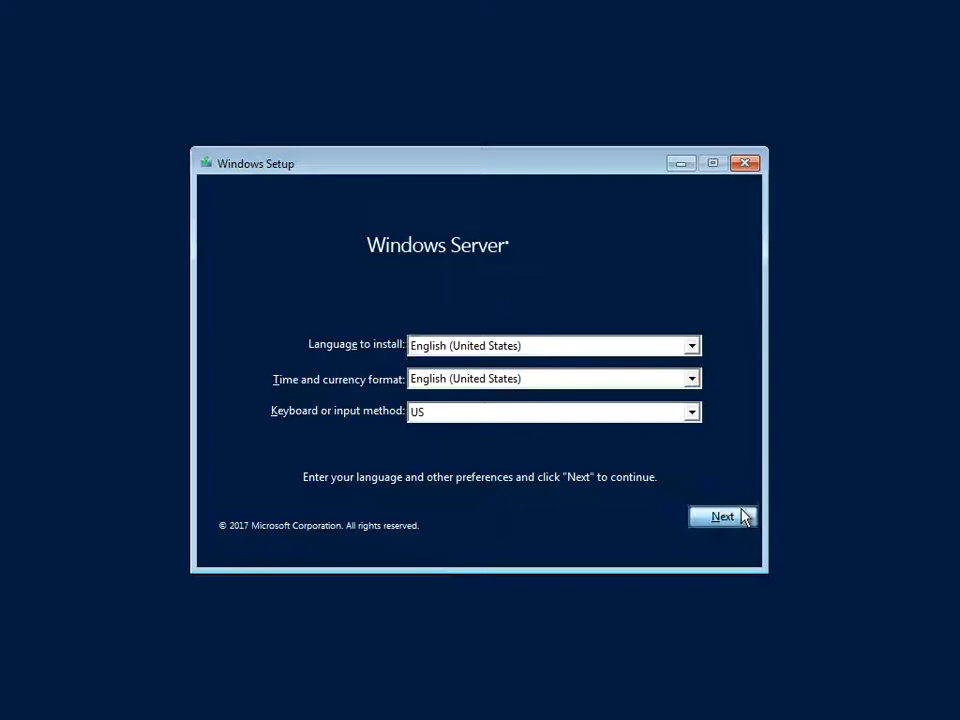 Windows Setup
Windows Server
Language to install: English (United States)
Time and currency format: English (United States)
Keyboard or input method: US
Enter your language and other preferences and click "Next" to continue.
Next
© 2017 Microsoft Corporation. All rights reserved.